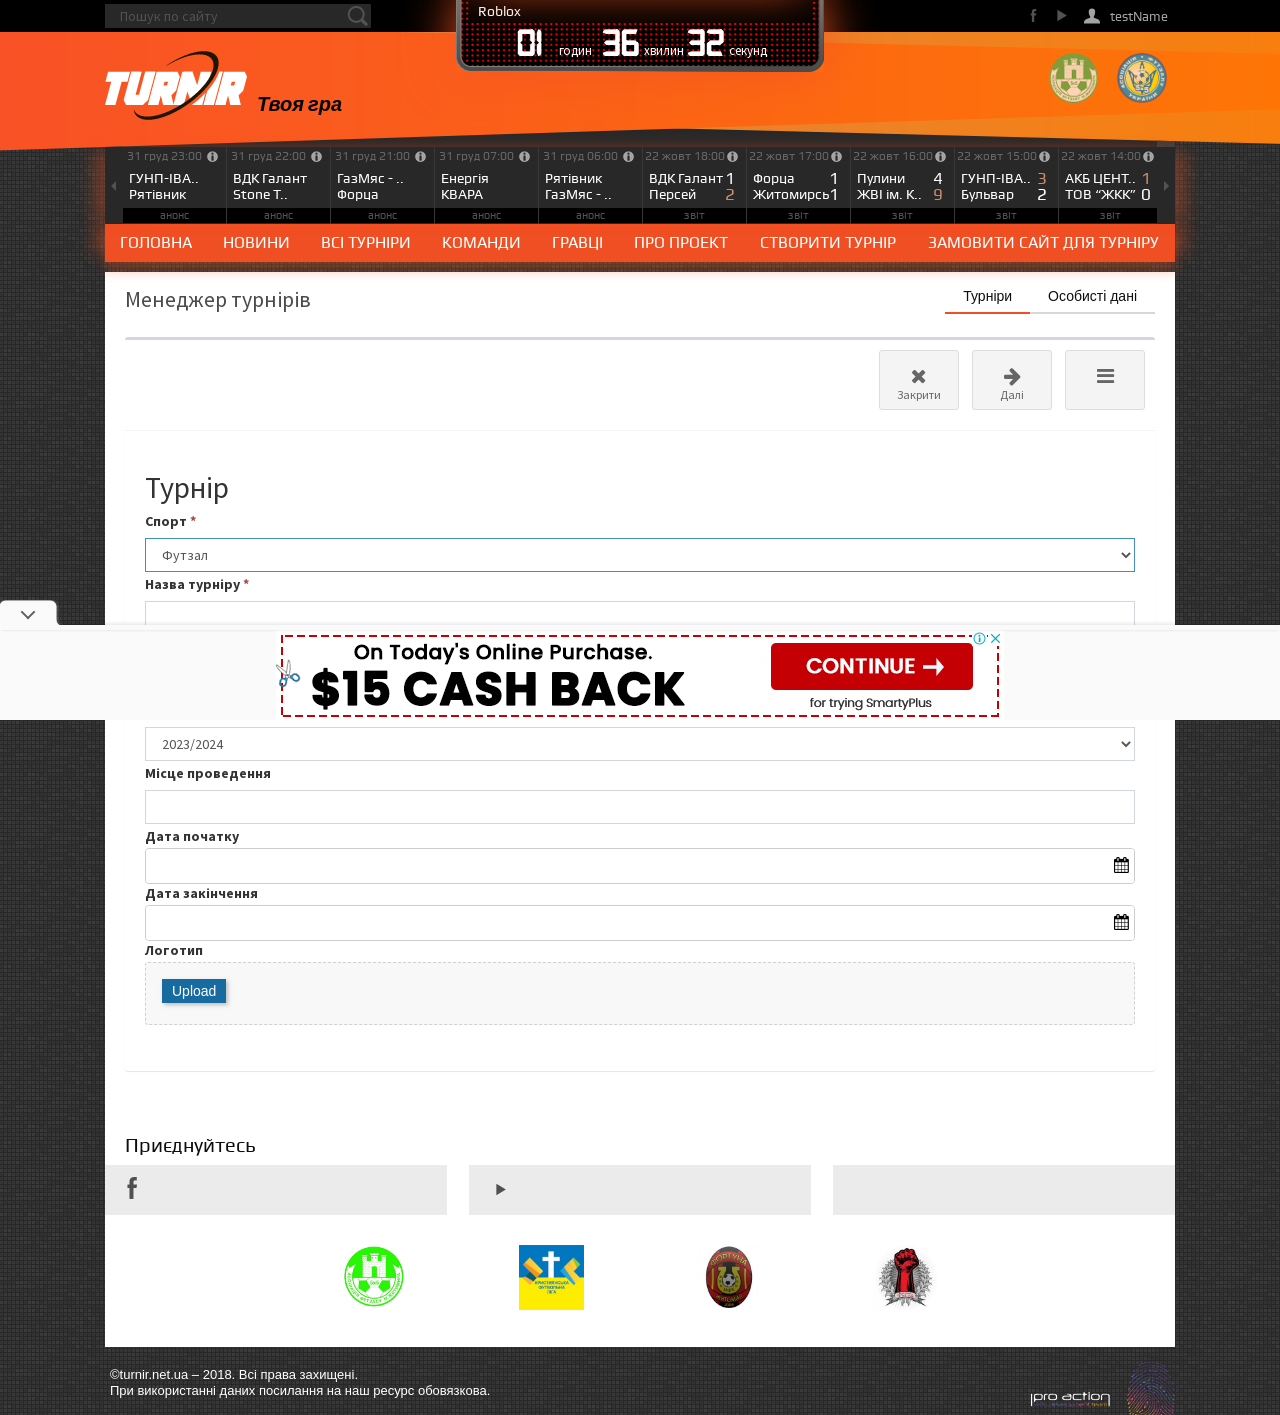 Пошук по сайту
Roblox
01 годин 36 хвилин 32 секунд
testName
TURNIR Твоя гра
31 груд 23:00 31 груд 22:00 31 груд 21:00 31 груд 07:00 31 груд 06:00 22 жовт 18:00 22 жовт 17:00 22 жовт 16:00 22 жовт 15:00 22 жовт 14:00
ГУНП-ІВА.. ВДК Галант ГазМяс - .. Енергія Рятівник ВДК Галант 1 Форца 1 Пулини 4 ГУНП-ІВА.. 3 АКБ ЦЕНТ.. 1
Рятівник Stone T.. Форца КВАРА ГазМяс - .. Персей 2 Житомирсь 1 ЖВІ ім. К.. 9 Бульвар 2 ТОВ “ЖКК” 0
анонс анонс анонс анонс анонс звіт звіт звіт звіт звіт
ГОЛОВНА НОВИНИ ВСІ ТУРНІРИ КОМАНДИ ГРАВЦІ ПРО ПРОЕКТ СТВОРИТИ ТУРНІР ЗАМОВИТИ САЙТ ДЛЯ ТУРНІРУ
Менеджер турнірів
Турніри Особисті дані
Закрити Далі
Турнір
Спорт *
Футзал
Назва турніру *
On Today's Online Purchase.
$15 CASH BACK
CONTINUE →
for trying SmartyPlus
2023/2024
Місце проведення
Дата початку
Дата закінчення
Логотип
Upload
Приєднуйтесь
©turnir.net.ua – 2018. Всі права захищені.
При використанні даних посилання на наш ресурс обовязкова.
pro action